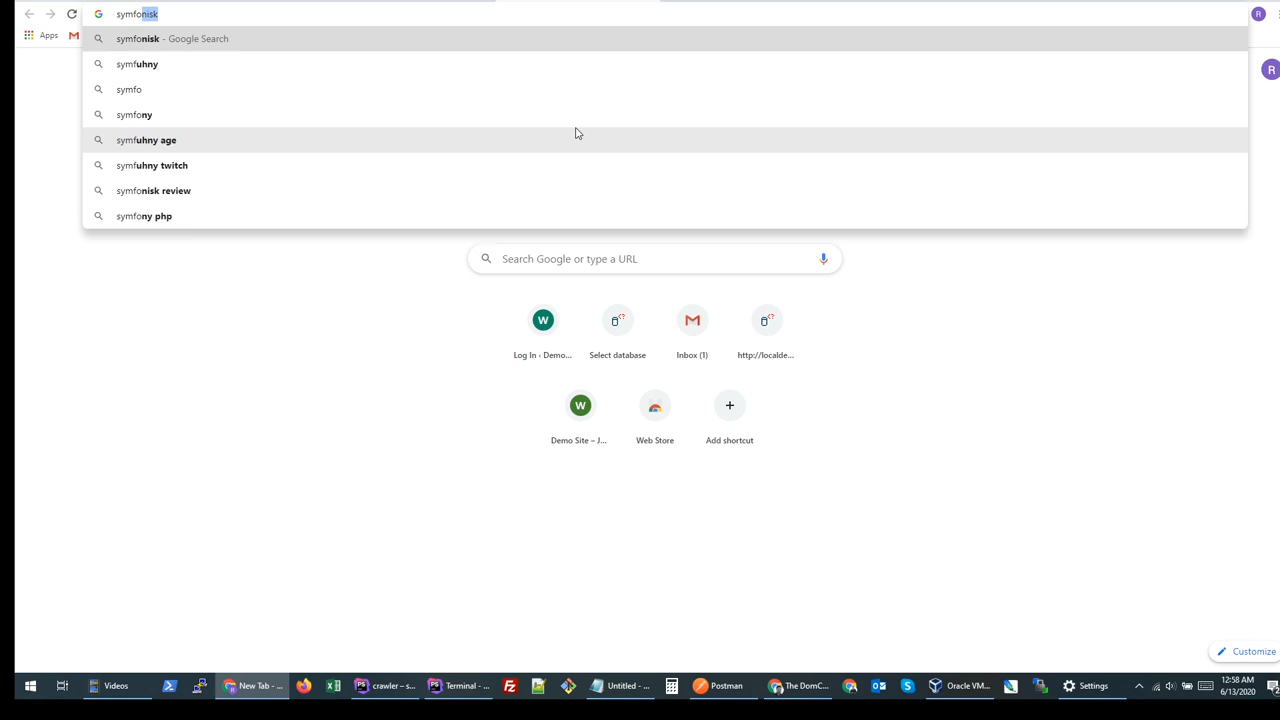 symfonisk
R
Apps
symfonisk - Google Search
symfuhny
R
symfo
symfony
symfuhny age
symfuhny twitch
symfonisk review
symfony php
Search Google or type a URL
W
Log In ‹ Demo...
Select database
Inbox (1)
http://localde...
W
Demo Site – J...
Web Store
Add shortcut
Customize
Videos
New Tab - ...
crawler – s...
Terminal - ...
Untitled - ...
Postman
The DomC...
Oracle VM...
Settings
12:58 AM
6/13/2020